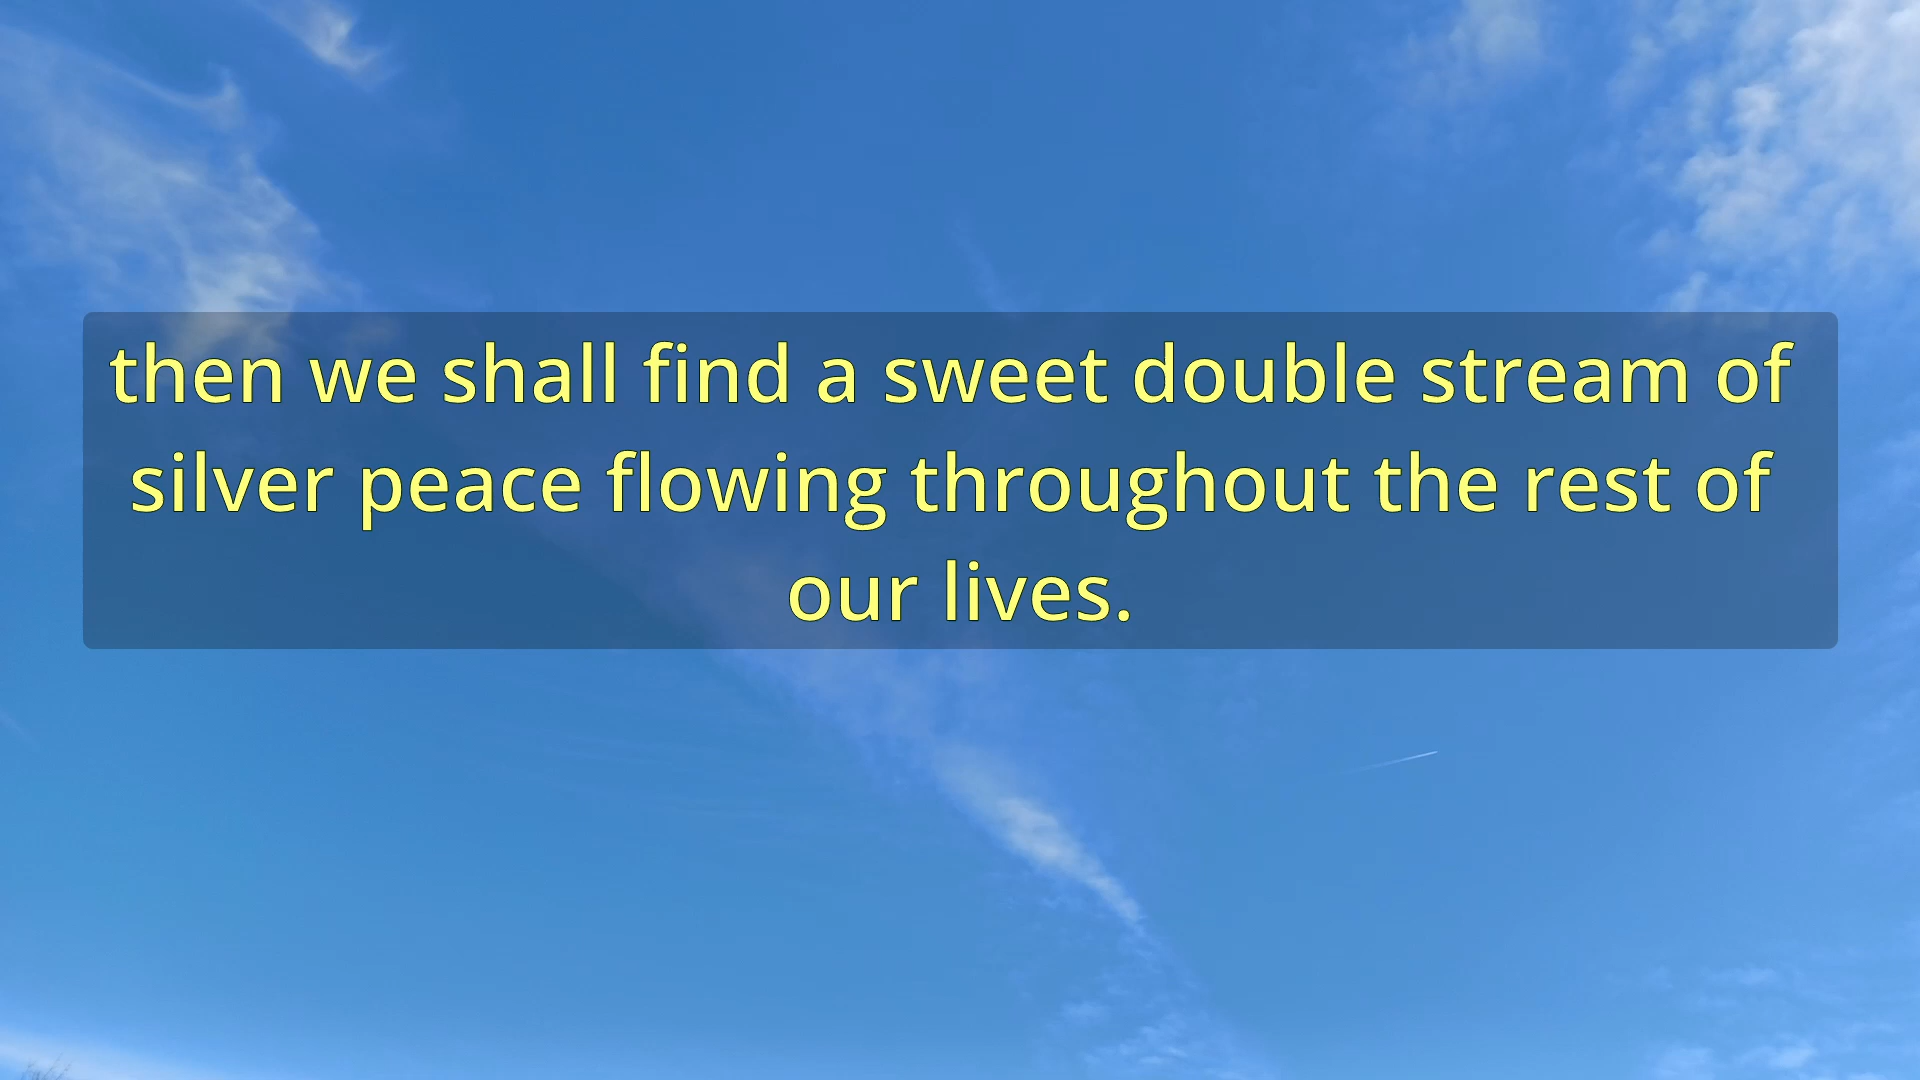 then we shall find a sweet double stream of
silver peace flowing throughout the rest of
our lives.